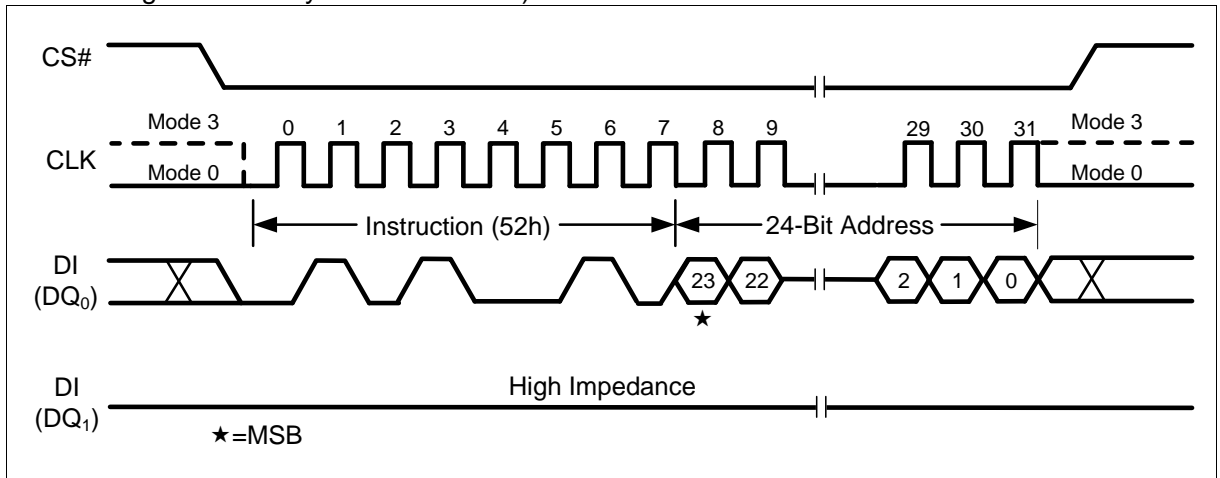 CS#
Mode 3 0 1 2 3 4 5 6 7 8 9 29 30 31 Mode 3
CLK
Mode 0 Mode 0
Instruction (52h) 24-Bit Address
DI
(DQ0)
23 22 2 1 0
★
DI
(DQ1)
High Impedance
★=MSB